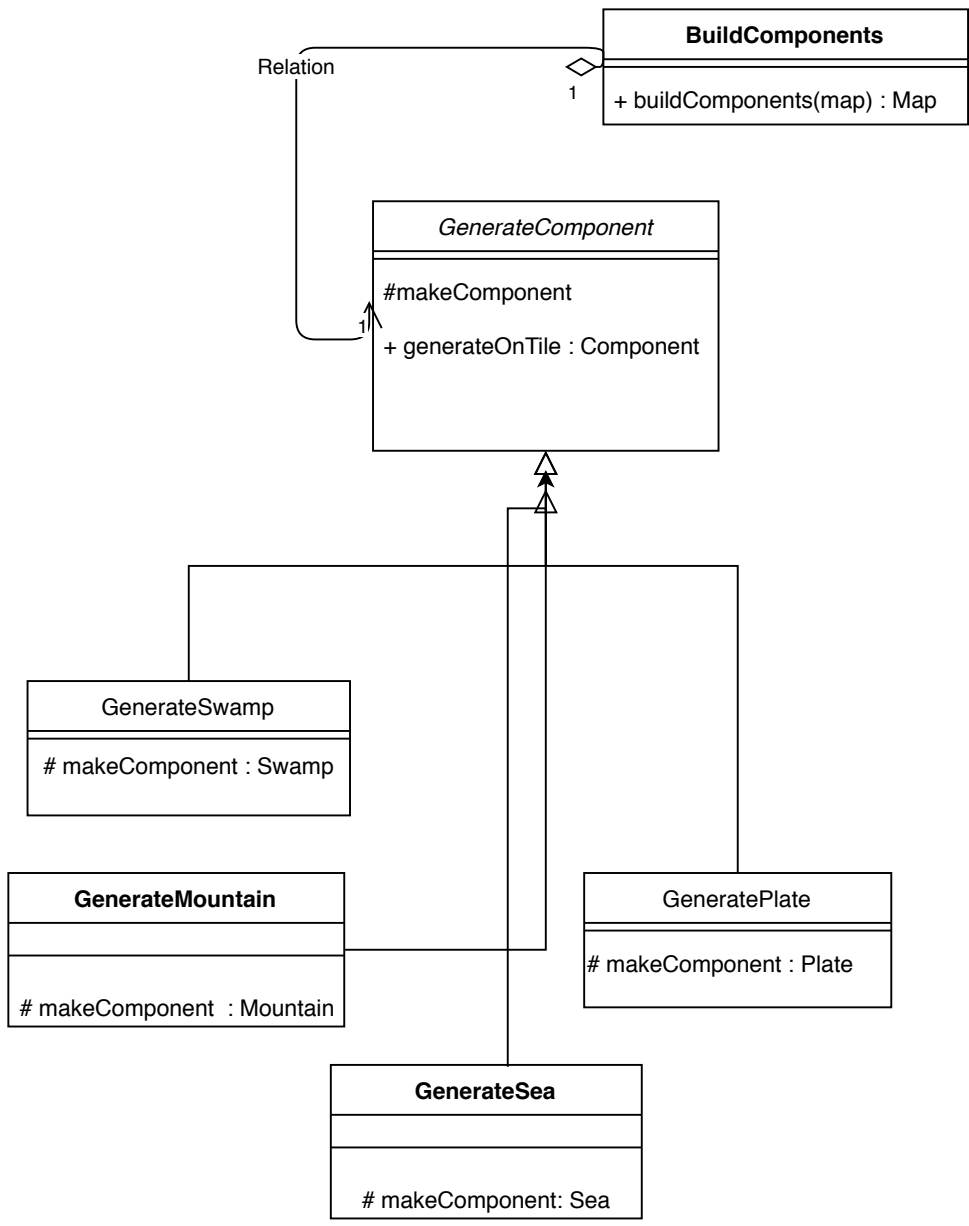 BuildComponents
Relation
1
+ buildComponents(map) : Map
GenerateComponent
#makeComponent
1
+ generateOnTile : Component
GenerateSwamp
# makeComponent : Swamp
GenerateMountain
# makeComponent  : Mountain
GeneratePlate
# makeComponent : Plate
GenerateSea
# makeComponent: Sea